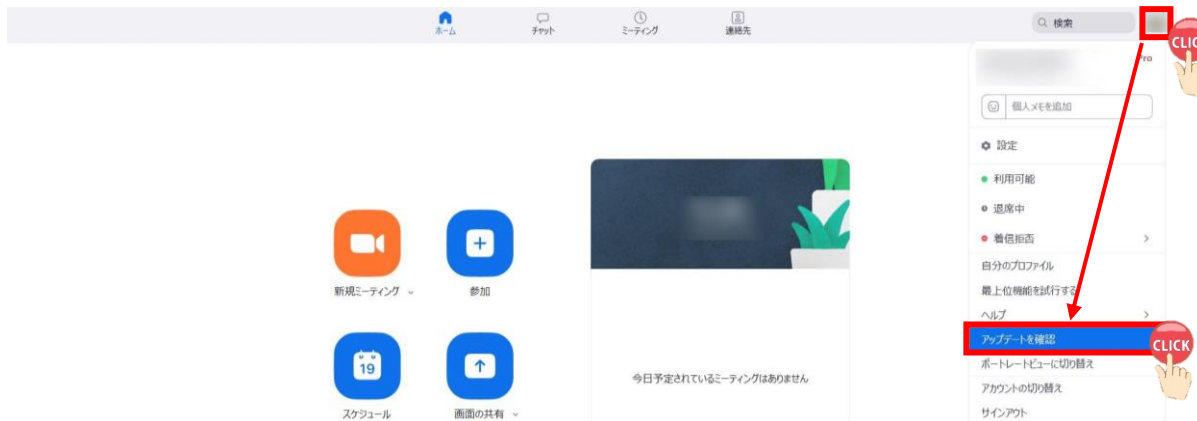 ホーム
チャット
ミーティング
連絡先
検索
CLIC
Pro
個人メモを追加
設定
利用可能
退席中
着信拒否
自分のプロファイル
最上位機能を試行する
ヘルプ
アップデートを確認
CLICK
ポートレートビューに切り替え
アカウントの切り替え
サインアウト
新規ミーティング
参加
19
スケジュール
画面の共有
今日予定されているミーティングはありません